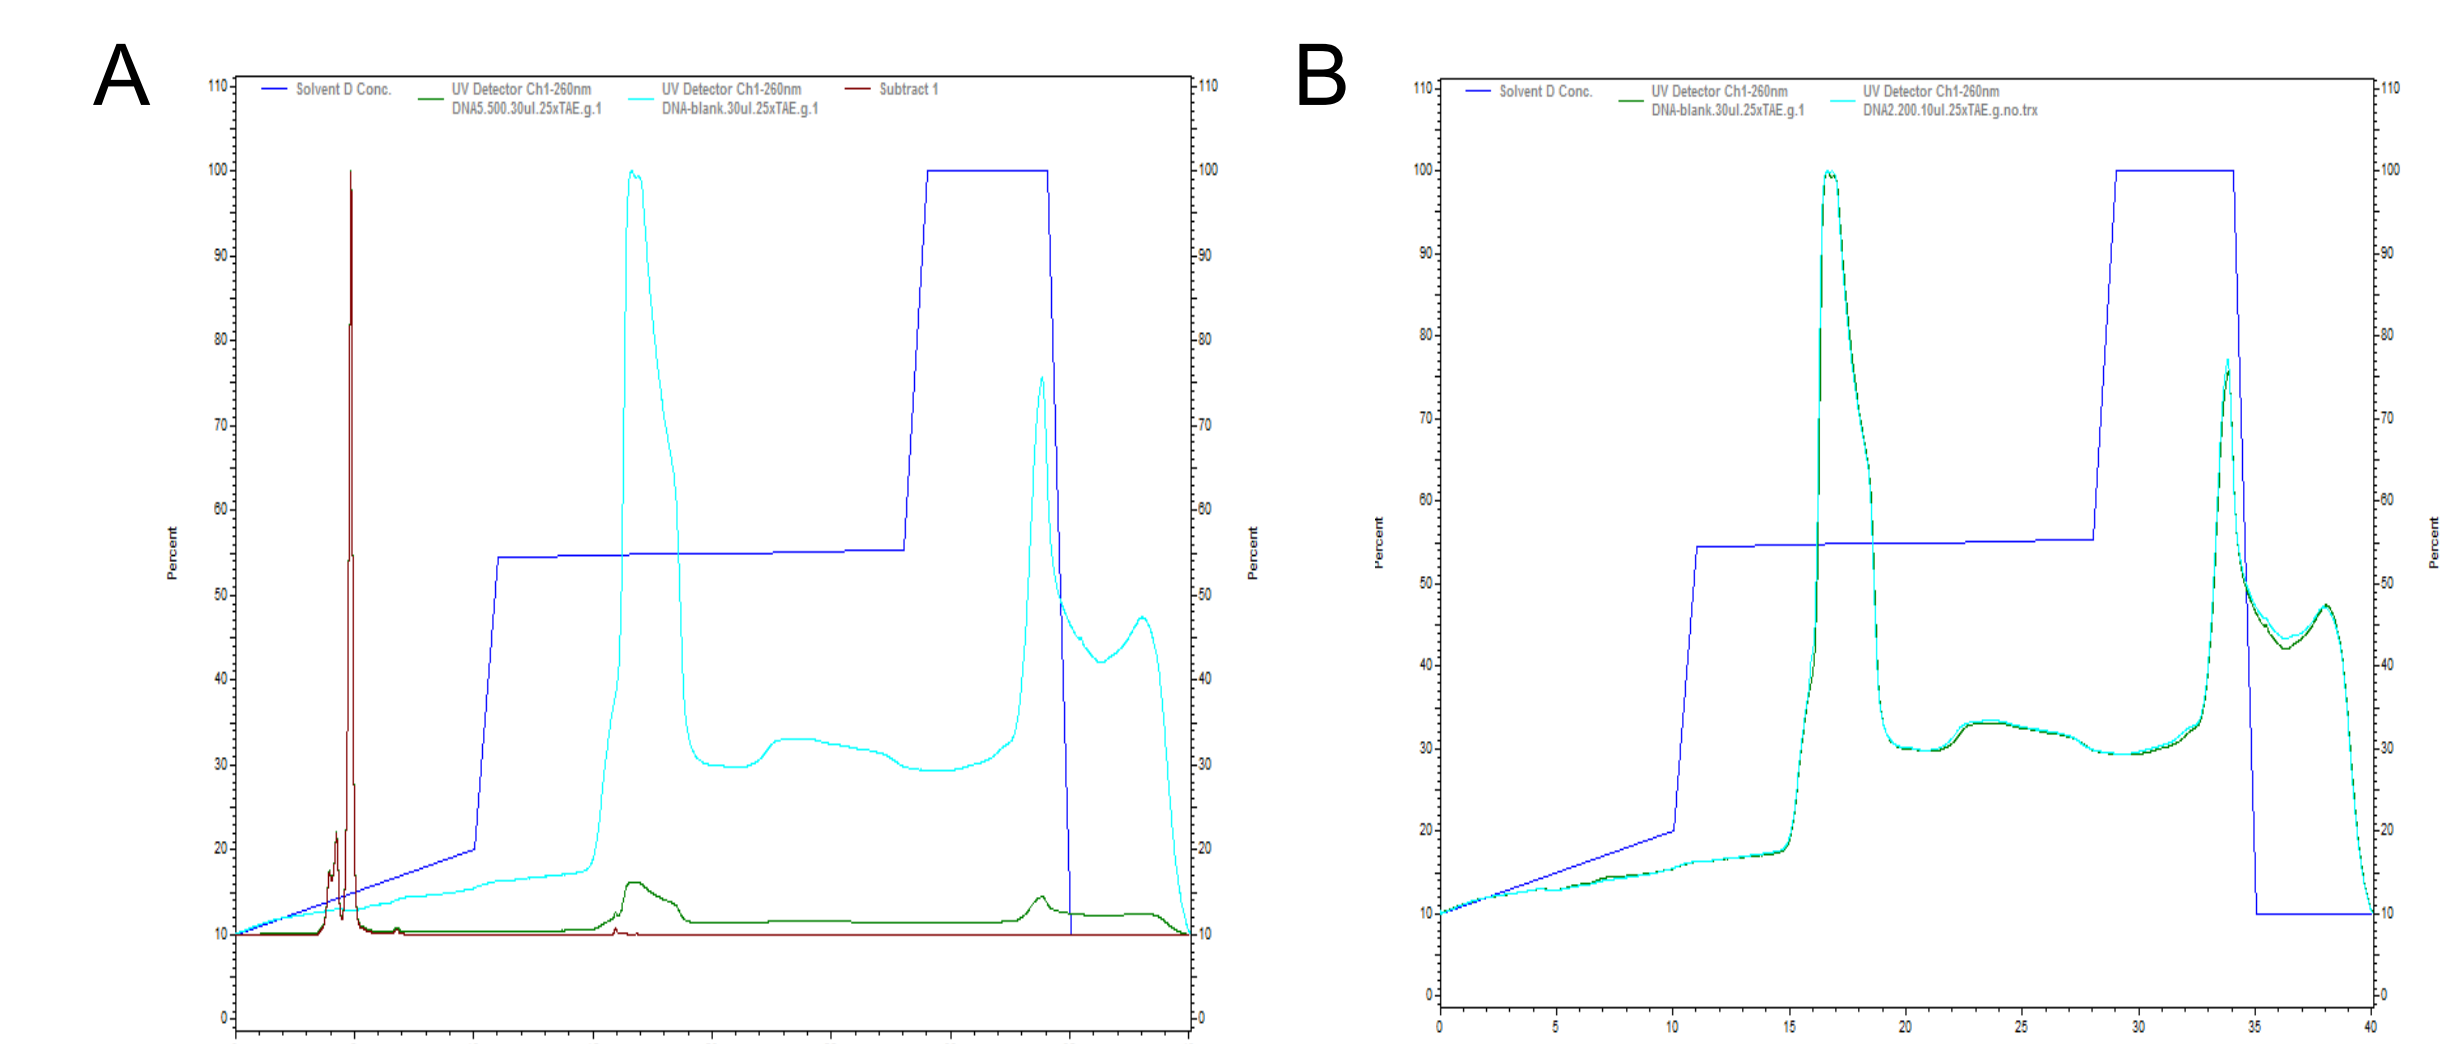 A
B
Solvent D Conc.
UV Detector Ch1-260nm
DNA5.500.30ul.25xTAE.g.1
UV Detector Ch1-260nm
DNA-blank.30ul.25xTAE.g.1
Subtract 1
110
100
90
80
70
60
50
40
30
20
10
0
Percent
110
100
90
80
70
60
50
40
30
20
10
0
Percent
Solvent D Conc.
UV Detector Ch1-260nm
DNA-blank.30ul.25xTAE.g.1
UV Detector Ch1-260nm
DNA2.200.10ul.25xTAE.g.no.trx
110
100
90
80
70
60
50
40
30
20
10
0
Percent
110
100
90
80
70
60
50
40
30
20
10
0
Percent
0 5 10 15 20 25 30 35 40